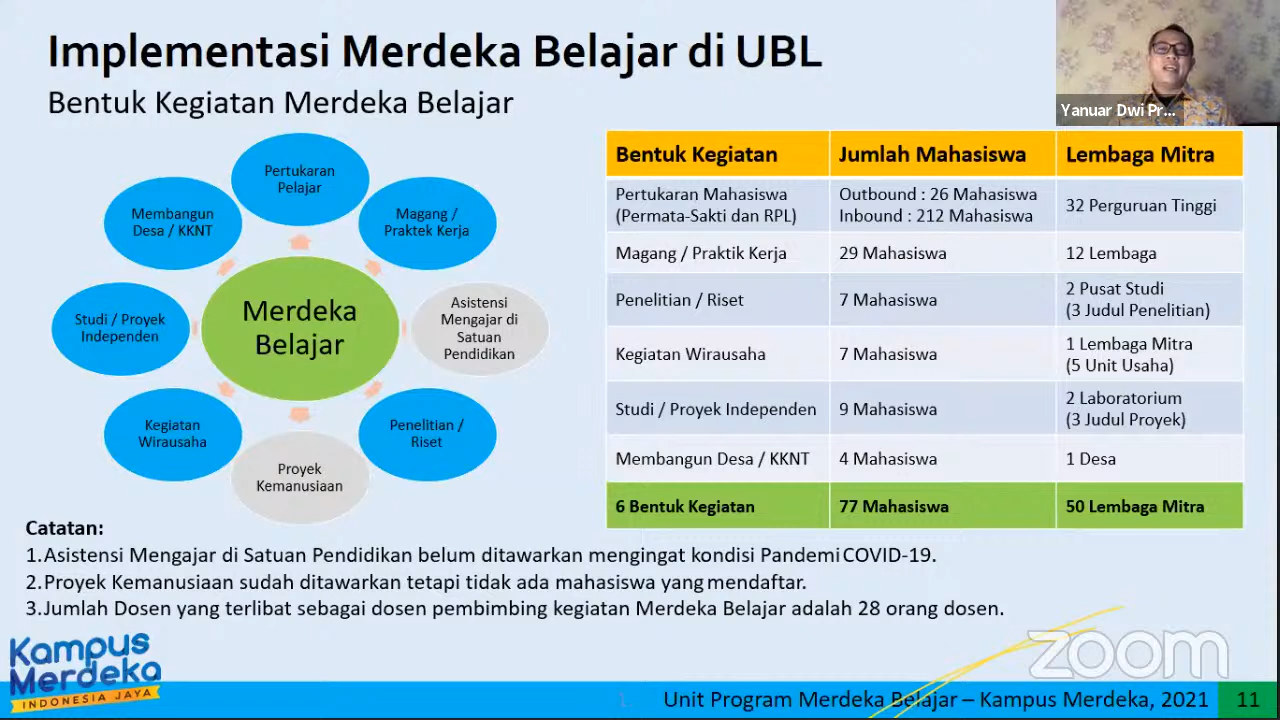 Implementasi Merdeka Belajar di UBL
Bentuk Kegiatan Merdeka Belajar
Yanuar Dwi Pr...
Pertukaran
Pelajar
Magang /
Praktek Kerja
Asistensi
Mengajar di
Satuan
Pendidikan
Penelitian /
Riset
Proyek
Kemanusiaan
Kegiatan
Wirausaha
Studi / Proyek
Independen
Membangun
Desa / KKNT
Merdeka
Belajar
Bentuk Kegiatan Jumlah Mahasiswa Lembaga Mitra
Pertukaran Mahasiswa
(Permata-Sakti dan RPL)
Outbound : 26 Mahasiswa
Inbound : 212 Mahasiswa
32 Perguruan Tinggi
Magang / Praktik Kerja 29 Mahasiswa 12 Lembaga
Penelitian / Riset 7 Mahasiswa
2 Pusat Studi
(3 Judul Penelitian)
Kegiatan Wirausaha 7 Mahasiswa
1 Lembaga Mitra
(5 Unit Usaha)
Studi / Proyek Independen 9 Mahasiswa
2 Laboratorium
(3 Judul Proyek)
Membangun Desa / KKNT 4 Mahasiswa 1 Desa
6 Bentuk Kegiatan 77 Mahasiswa 50 Lembaga Mitra
Catatan:
1.Asistensi Mengajar di Satuan Pendidikan belum ditawarkan mengingat kondisi Pandemi COVID-19.
2.Proyek Kemanusiaan sudah ditawarkan tetapi tidak ada mahasiswa yang mendaftar.
3.Jumlah Dosen yang terlibat sebagai dosen pembimbing kegiatan Merdeka Belajar adalah 28 orang dosen.
Kampus
Merdeka
INDONESIA JAYA
zoom
1
Unit Program Merdeka Belajar – Kampus Merdeka, 2021 11